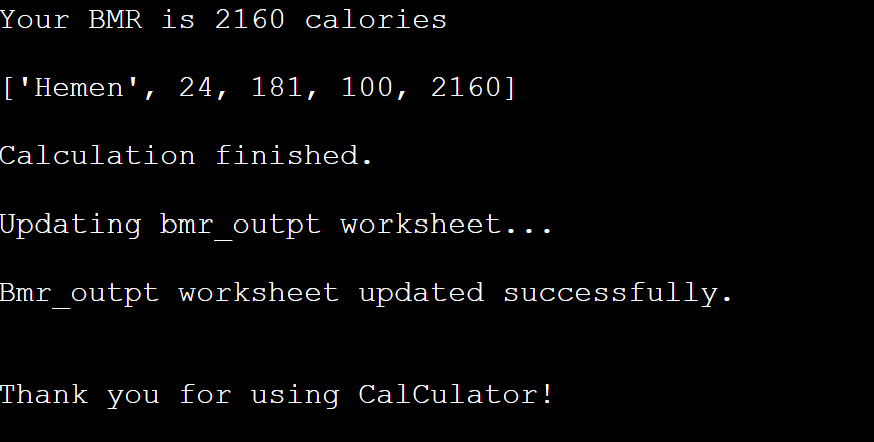 Your BMR is 2160 calories
['Hemen', 24, 181, 100, 2160]
Calculation finished.
Updating bmr_outpt worksheet...
Bmr_outpt worksheet updated successfully.
Thank you for using CalCulator!